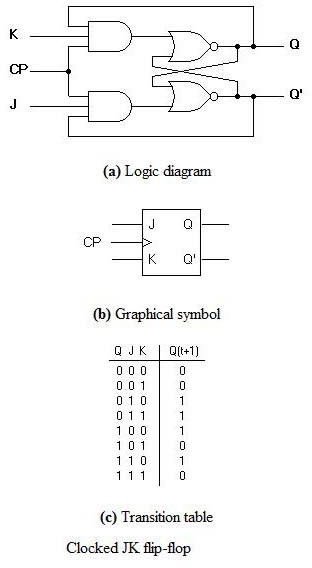 K
Q
CP
J
Q'
(a) Logic diagram
J Q
CP
K Q'
(b) Graphical symbol
Q J K Q(t+1)
0 0 0 0
0 0 1 0
0 1 0 1
0 1 1 1
1 0 0 1
1 0 1 0
1 1 0 1
1 1 1 0
(c) Transition table
Clocked JK flip-flop